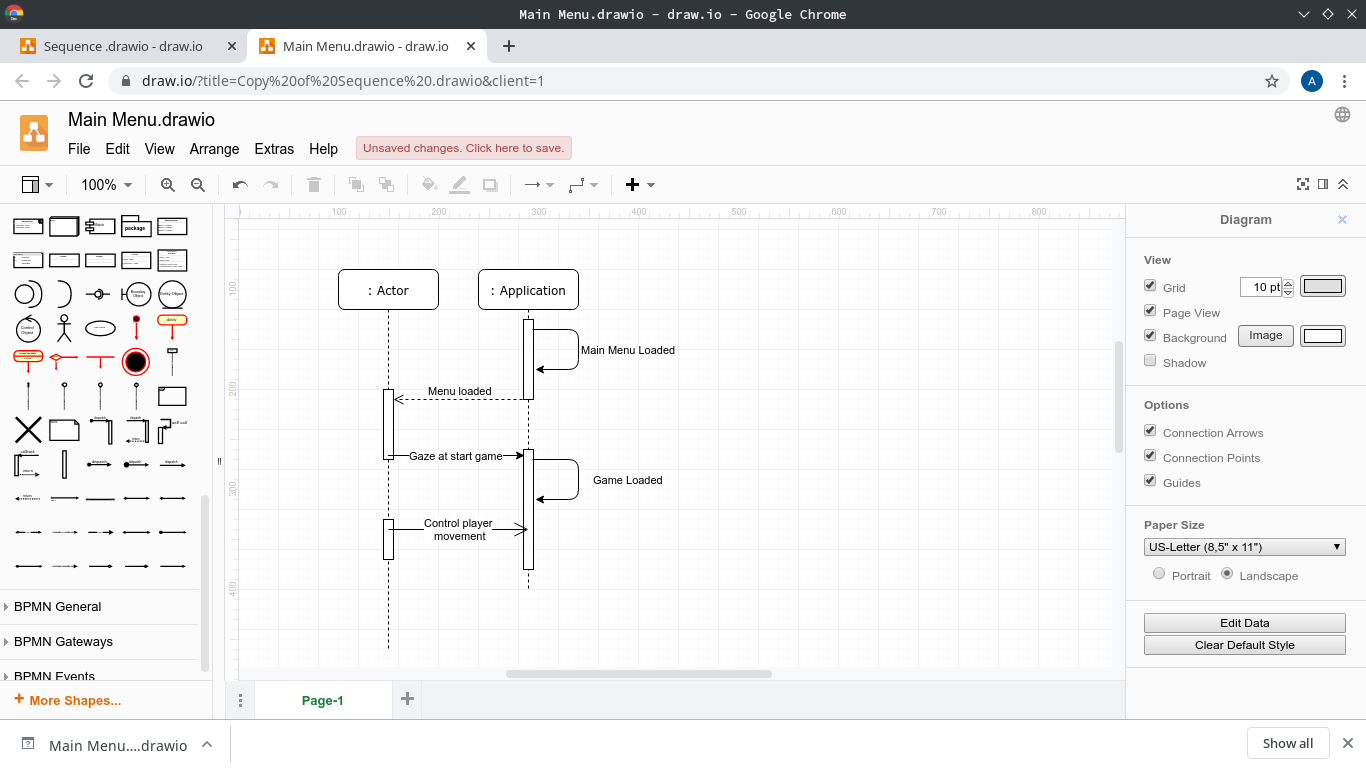 Main Menu.drawio - draw.io - Google Chrome
Sequence .drawio - draw.io
Main Menu.drawio - draw.io
draw.io/?title=Copy%20of%20Sequence%20.drawio&client=1
A
Main Menu.drawio
File Edit View Arrange Extras Help
Unsaved changes. Click here to save.
100%
100 200 300 400 500 600 700 800
100
200
300
400
package
: Actor
: Application
Main Menu Loaded
Menu loaded
Gaze at start game
Game Loaded
Control player
movement
BPMN General
BPMN Gateways
BPMN Events
+ More Shapes...
Page-1
Diagram
View
Grid
10 pt
Page View
Background
Image
Shadow
Options
Connection Arrows
Connection Points
Guides
Paper Size
US-Letter (8,5" x 11")
Portrait
Landscape
Edit Data
Clear Default Style
Main Menu....drawio
Show all